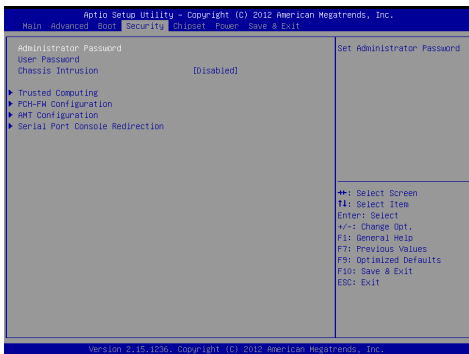 Aptio Setup Utility – Copyright (C) 2012 American Megatrends, Inc.
Main Advanced Boot Security Chipset Power Save & Exit
Administrator Password
User Password
Chassis Intrusion [Disabled]
Trusted Computing
PCH-FW Configuration
AMT Configuration
Serial Port Console Redirection
Set Administrator Password
→←: Select Screen
↑↓: Select Item
Enter: Select
+/-: Change Opt.
F1: General Help
F7: Previous Values
F9: Optimized Defaults
F10: Save & Exit
ESC: Exit
Version 2.15.1236. Copyright (C) 2012 American Megatrends, Inc.